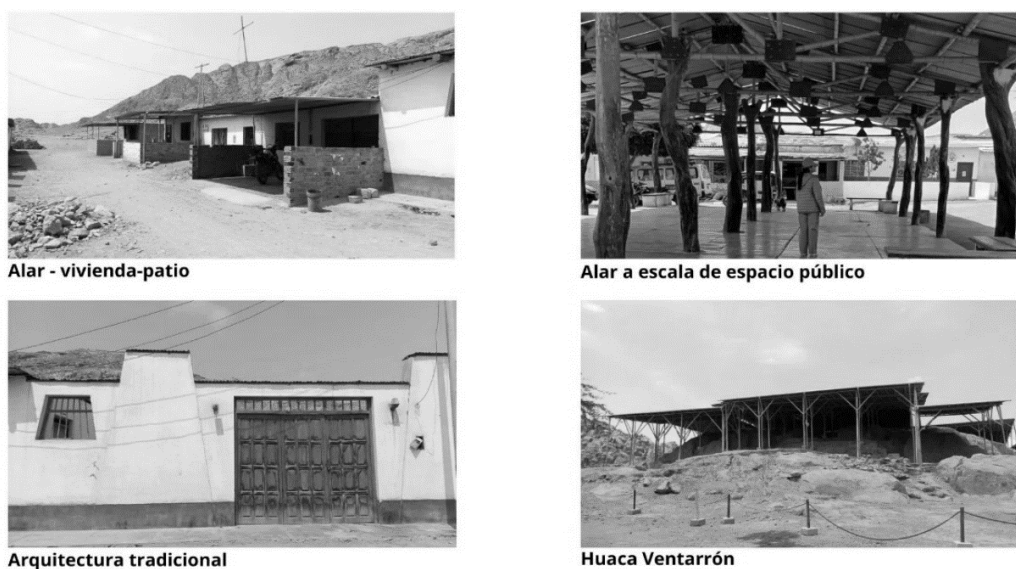 Alar - vivienda-patio
Alar a escala de espacio público
Arquitectura tradicional
Huaca Ventarrón